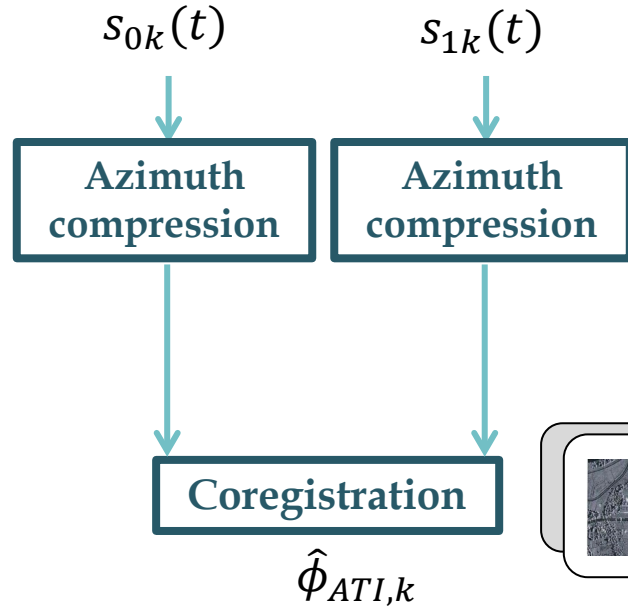 s₀ₖ(t) s₁ₖ(t)
Azimuth
compression
Azimuth
compression
Coregistration
ϕ̂_{ATI,k}